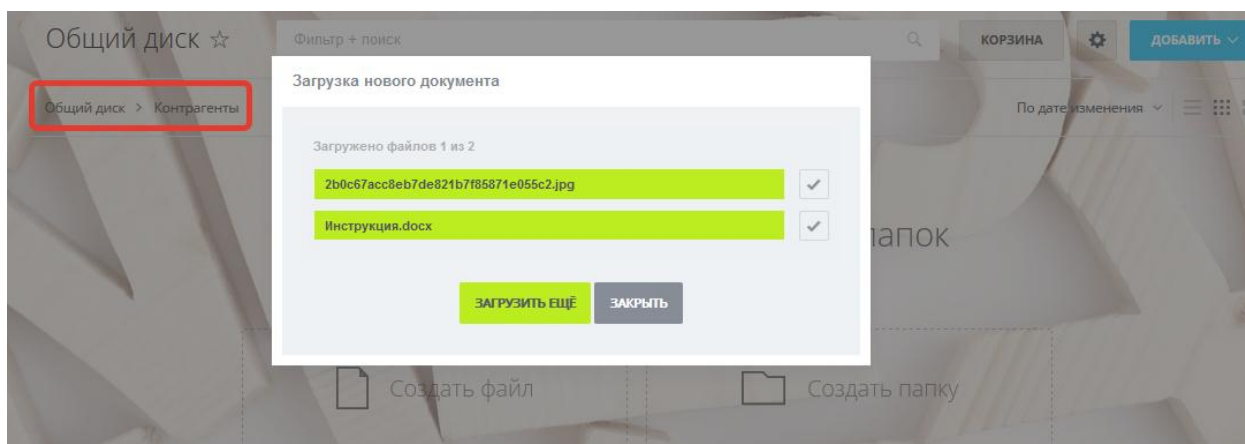 Общий диск
Фильтр + поиск
КОРЗИНА
ДОБАВИТЬ
Загрузка нового документа
Общий диск > Контрагенты
По дате изменения
Загружено файлов 1 из 2
2b0c67acc8eb7de821b7f85871e055c2.jpg
Инструкция.docx
папок
ЗАГРУЗИТЬ ЕЩЁ
ЗАКРЫТЬ
Создать файл
Создать папку